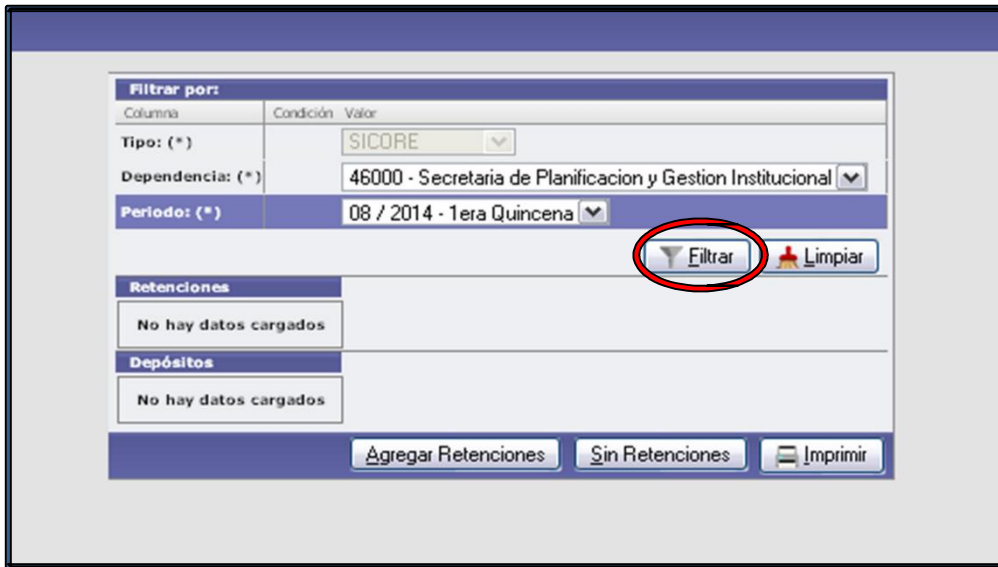 Filtrar por:
Columna Condición Valor
Tipo: (*) SICORE
Dependencia: (*) 46000 - Secretaria de Planificacion y Gestion Institucional
Periodo: (*) 08 / 2014 - 1era Quincena
Filtrar Limpiar
Retenciones
No hay datos cargados
Depósitos
No hay datos cargados
Agregar Retenciones Sin Retenciones Imprimir